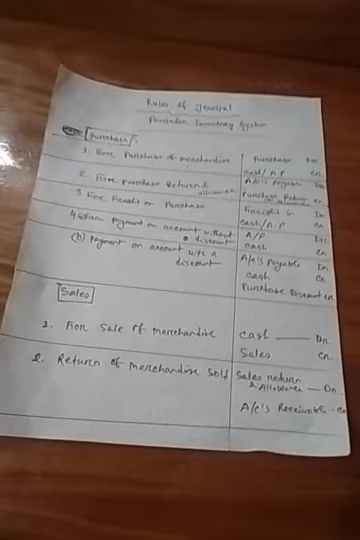 Rules of Journal
Periodic Inventory System
Purchase:
1. For Purchase of merchandise
Purchase Dr.
cash/A.P cr.
2. For Purchase Return &
allowance
A/c's Payable Dr.
Purchase Return
& allowance cr.
3. For Freight on Purchase
Freight in Dr.
cash/A.P cr.
4. (a) For Payment on account without
a discount
A/P Dr.
cash cr.
(b) Payment on account with a
discount
A/c's Payable Dr.
cash cr.
Purchase Discount cr.
Sales
1. For Sale of Merchandise
cash — Dr.
Sales cr.
2. Return of Merchandise Sold
Sales return
& Allowance — Dr.
A/c's Receivable - cr